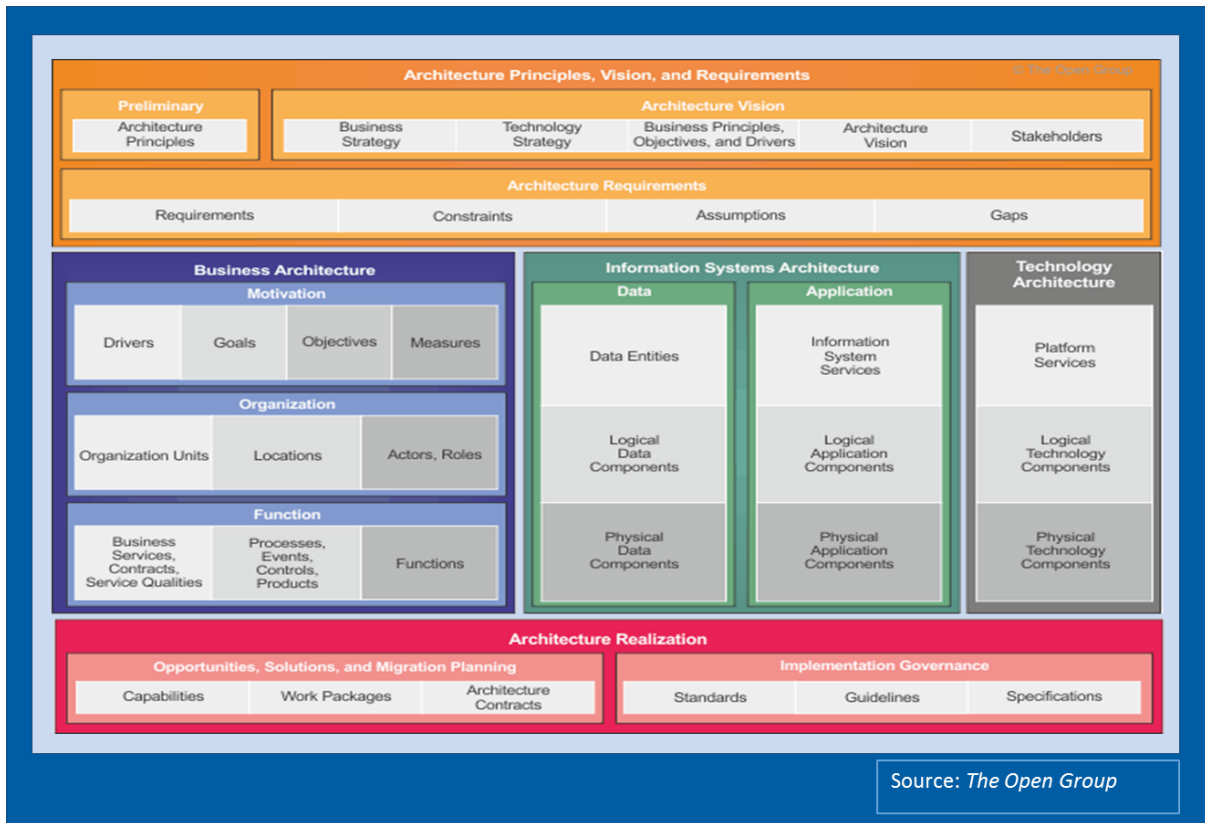 Architecture Principles, Vision, and Requirements
© The Open Group
Preliminary
Architecture
Principles
Architecture Vision
Business
Strategy
Technology
Strategy
Business Principles,
Objectives, and Drivers
Architecture
Vision
Stakeholders
Architecture Requirements
Requirements
Constraints
Assumptions
Gaps
Business Architecture
Motivation
Drivers
Goals
Objectives
Measures
Organization
Organization Units
Locations
Actors, Roles
Function
Business
Services,
Contracts,
Service Qualities
Processes,
Events,
Controls,
Products
Functions
Information Systems Architecture
Data
Data Entities
Logical
Data
Components
Physical
Data
Components
Application
Information
System
Services
Logical
Application
Components
Physical
Application
Components
Technology
Architecture
Platform
Services
Logical
Technology
Components
Physical
Technology
Components
Architecture Realization
Opportunities, Solutions, and Migration Planning
Capabilities
Work Packages
Architecture
Contracts
Implementation Governance
Standards
Guidelines
Specifications
Source: The Open Group